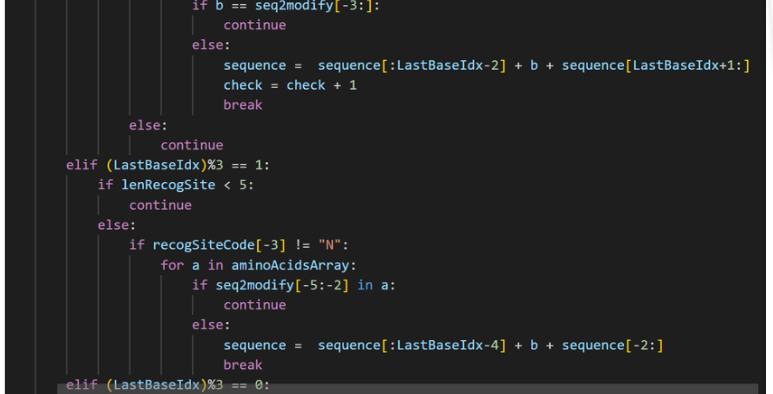 if b == seq2modify[-3:]:
continue
else:
sequence =  sequence[:LastBaseIdx-2] + b + sequence[LastBaseIdx+1:]
check = check + 1
break
else:
continue
elif (LastBaseIdx)%3 == 1:
if lenRecogSite < 5:
continue
else:
if recogSiteCode[-3] != "N":
for a in aminoAcidsArray:
if seq2modify[-5:-2] in a:
continue
else:
sequence =  sequence[:LastBaseIdx-4] + b + sequence[-2:]
break
elif (LastBaseIdx)%3 == 0: